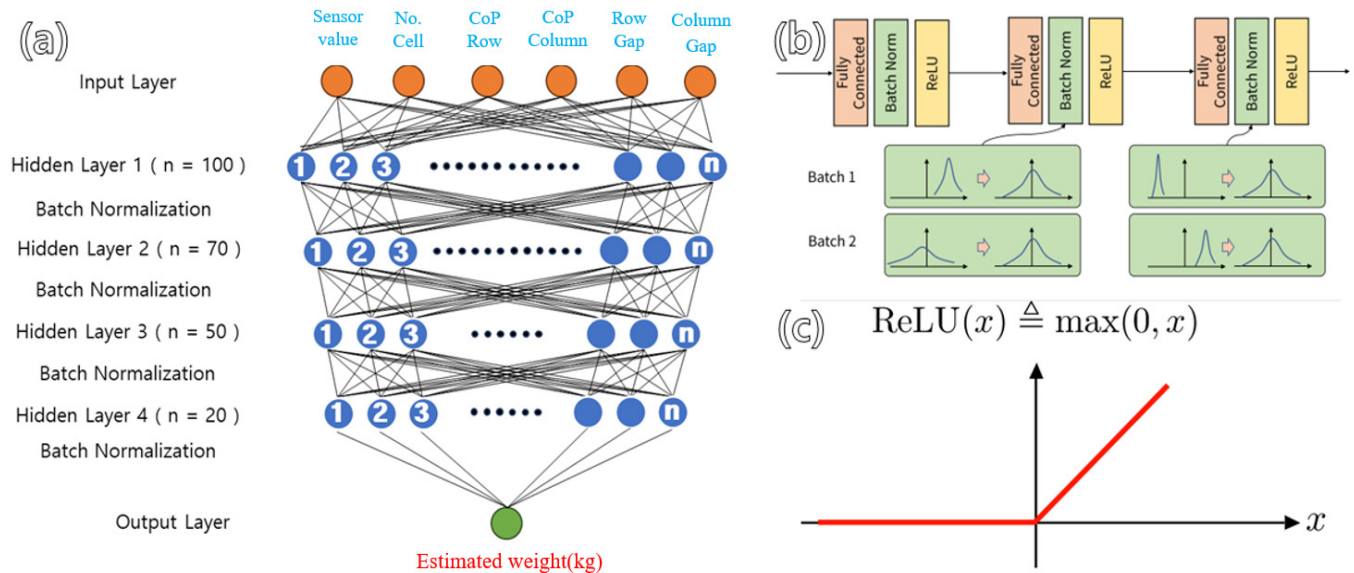 (a)
Sensor
value
No.
Cell
CoP
Row
CoP
Column
Row
Gap
Column
Gap
Input Layer
Hidden Layer 1 ( n = 100 )
1 2 3 n
Batch Normalization
Hidden Layer 2 ( n = 70 )
1 2 3 n
Batch Normalization
Hidden Layer 3 ( n = 50 )
1 2 3 n
Batch Normalization
Hidden Layer 4 ( n = 20 )
1 2 3 n
Batch Normalization
Output Layer
Estimated weight(kg)
(b)
Fully
Connected
Batch Norm
ReLU
Fully
Connected
Batch Norm
ReLU
Fully
Connected
Batch Norm
ReLU
Batch 1
Batch 2
(c)
ReLU(x) ≜ max(0, x)
x